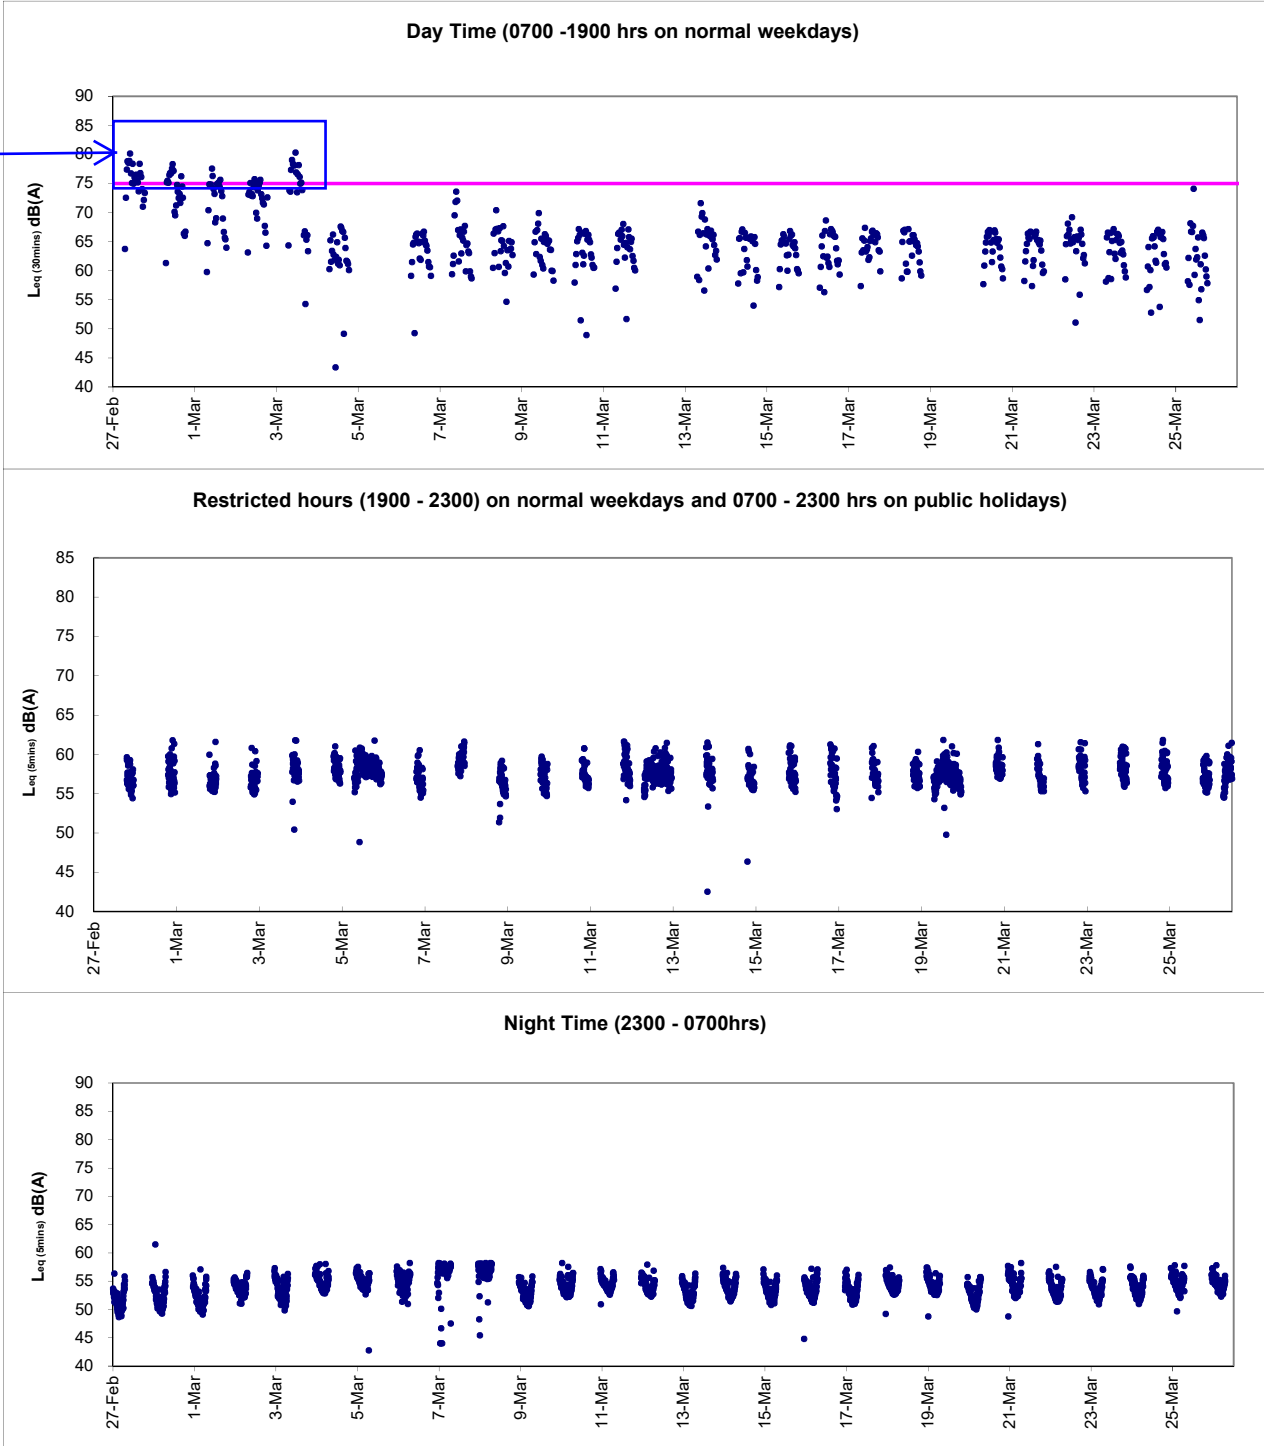 Day Time (0700 -1900 hrs on normal weekdays)
90
85
80
75
70
65
60
55
50
45
40
Leq (30mins) dB(A)
27-Feb
1-Mar
3-Mar
5-Mar
7-Mar
9-Mar
11-Mar
13-Mar
15-Mar
17-Mar
19-Mar
21-Mar
23-Mar
25-Mar
Restricted hours (1900 - 2300) on normal weekdays and 0700 - 2300 hrs on public holidays)
85
80
75
70
65
60
55
50
45
40
Leq (5mins) dB(A)
27-Feb
1-Mar
3-Mar
5-Mar
7-Mar
9-Mar
11-Mar
13-Mar
15-Mar
17-Mar
19-Mar
21-Mar
23-Mar
25-Mar
Night Time (2300 - 0700hrs)
90
85
80
75
70
65
60
55
50
45
40
Leq (5mins) dB(A)
27-Feb
1-Mar
3-Mar
5-Mar
7-Mar
9-Mar
11-Mar
13-Mar
15-Mar
17-Mar
19-Mar
21-Mar
23-Mar
25-Mar